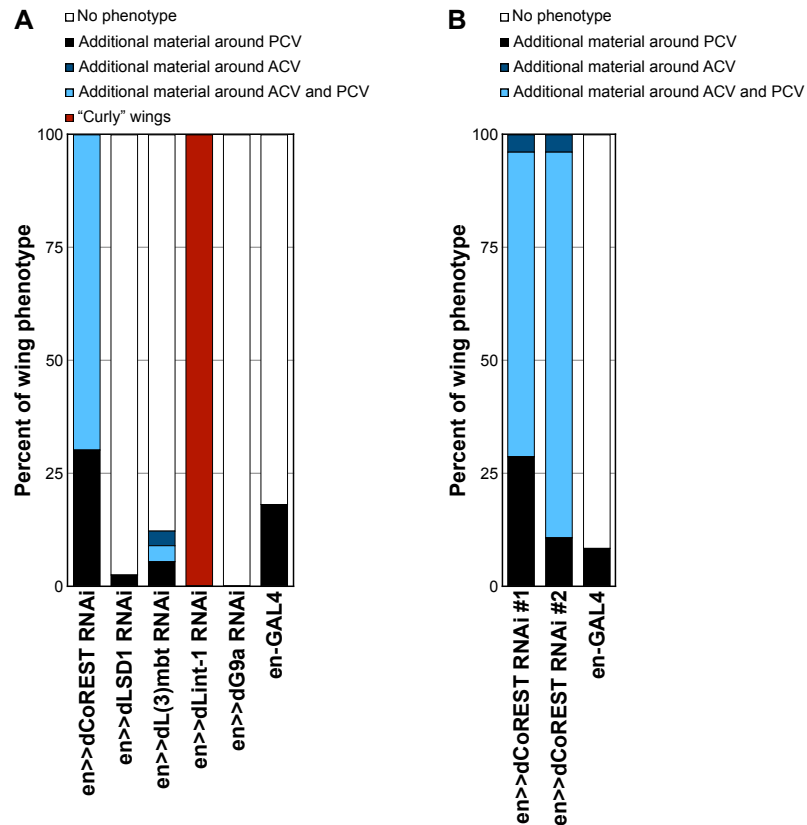 A
No phenotype
Additional material around PCV
Additional material around ACV
Additional material around ACV and PCV
“Curly” wings
Percent of wing phenotype
100
75
50
25
0
en>>dCoREST RNAi
en>>dLSD1 RNAi
en>>dL(3)mbt RNAi
en>>dLint-1 RNAi
en>>dG9a RNAi
en-GAL4
B
No phenotype
Additional material around PCV
Additional material around ACV
Additional material around ACV and PCV
Percent of wing phenotype
100
75
50
25
0
en>>dCoREST RNAi #1
en>>dCoREST RNAi #2
en-GAL4